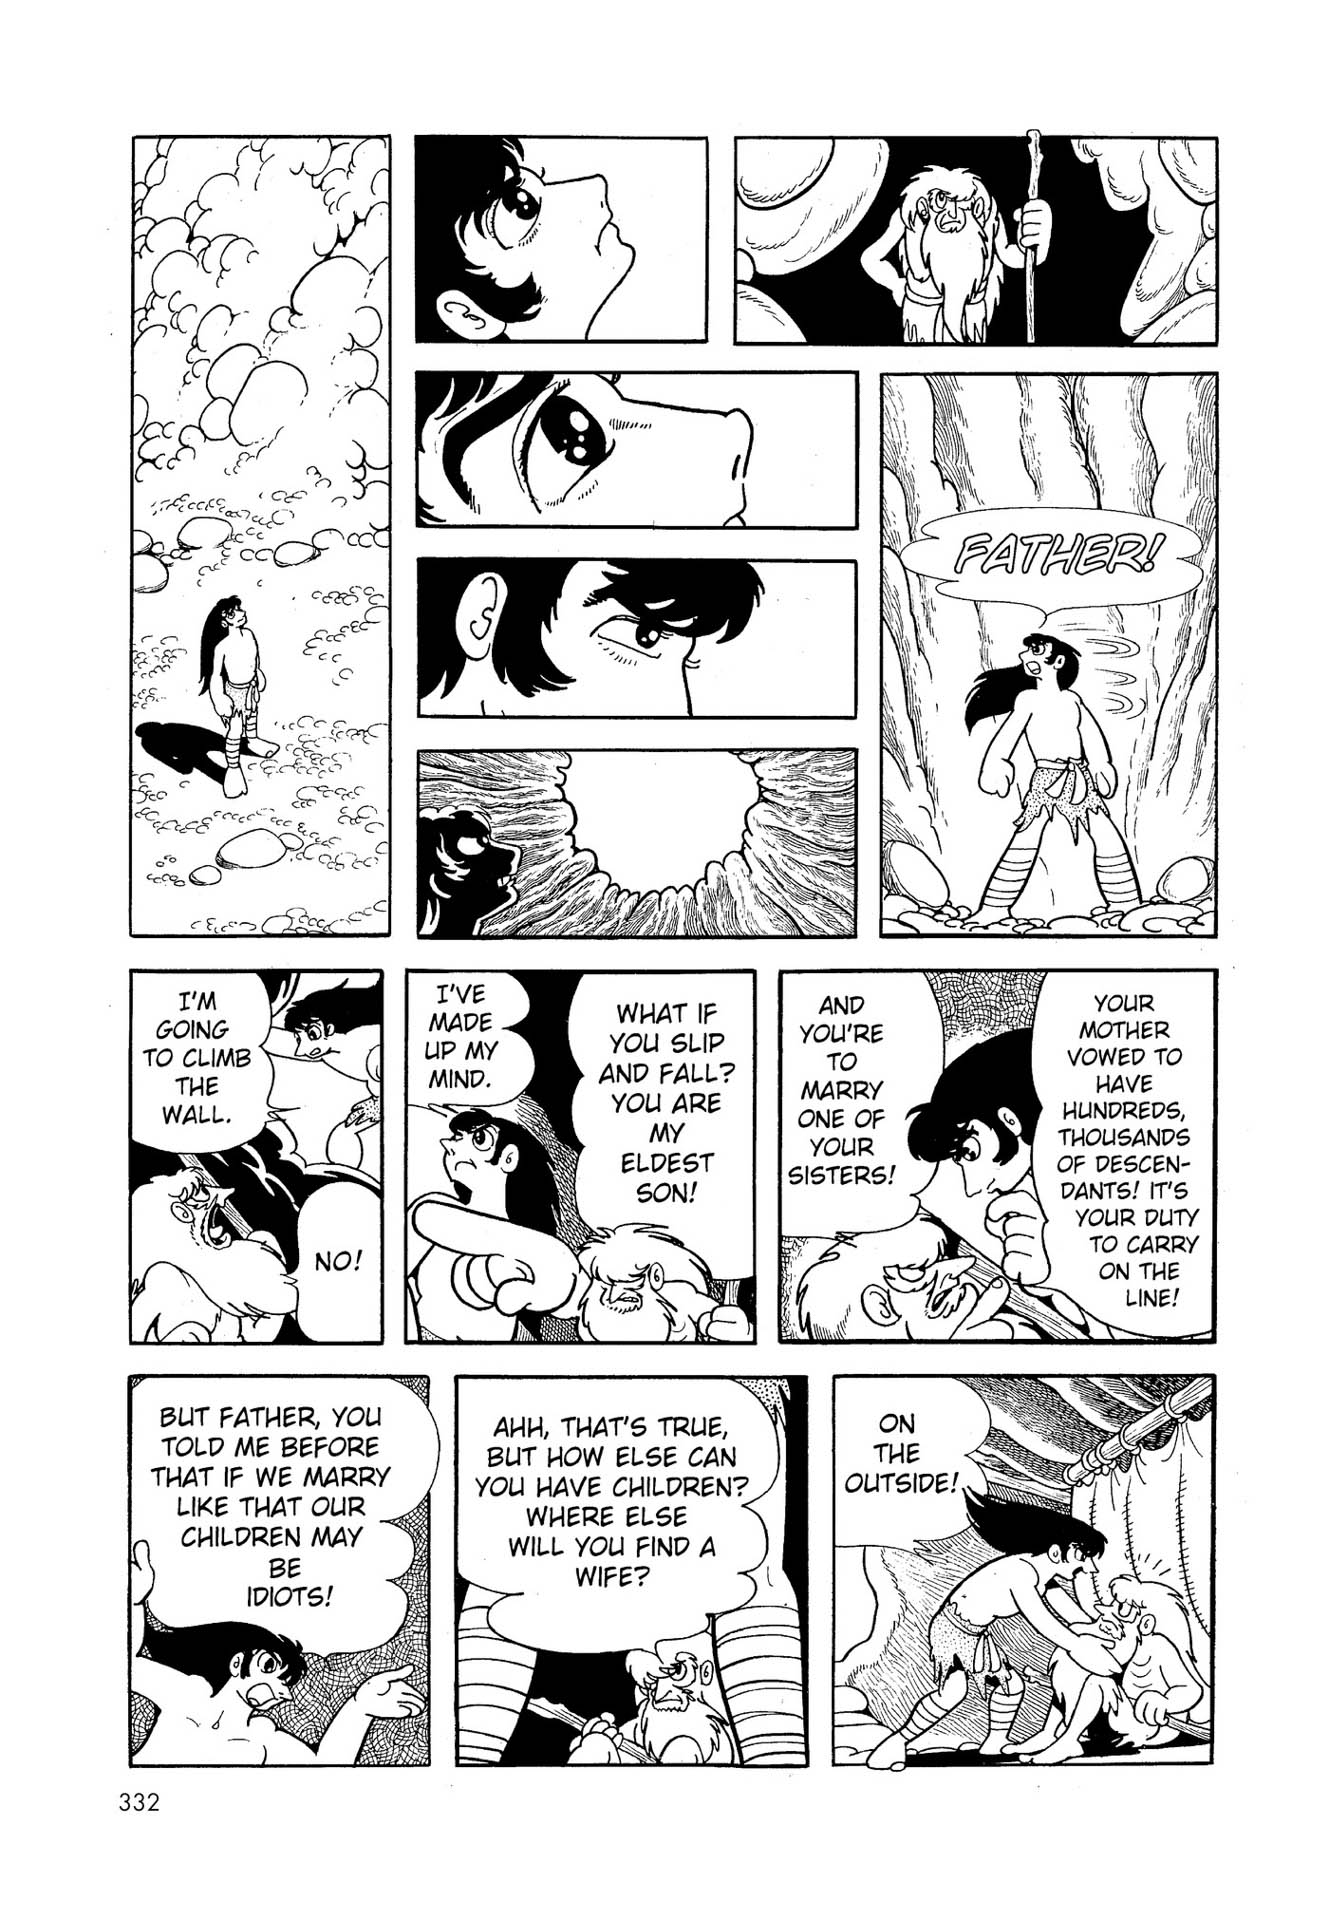 FATHER!
I'M
GOING
TO CLIMB
THE
WALL.
NO!
I'VE
MADE
UP MY
MIND.
WHAT IF
YOU SLIP
AND FALL?
YOU ARE
MY
ELDEST
SON!
AND
YOU'RE
TO
MARRY
ONE OF
YOUR
SISTERS!
YOUR
MOTHER
VOWED TO
HAVE
HUNDREDS,
THOUSANDS
OF DESCEN-
DANTS! IT'S
YOUR DUTY
TO CARRY
ON THE
LINE!
BUT FATHER, YOU
TOLD ME BEFORE
THAT IF WE MARRY
LIKE THAT OUR
CHILDREN MAY
BE
IDIOTS!
AHH, THAT'S TRUE,
BUT HOW ELSE CAN
YOU HAVE CHILDREN?
WHERE ELSE
WILL YOU FIND A
WIFE?
ON
THE
OUTSIDE!
332